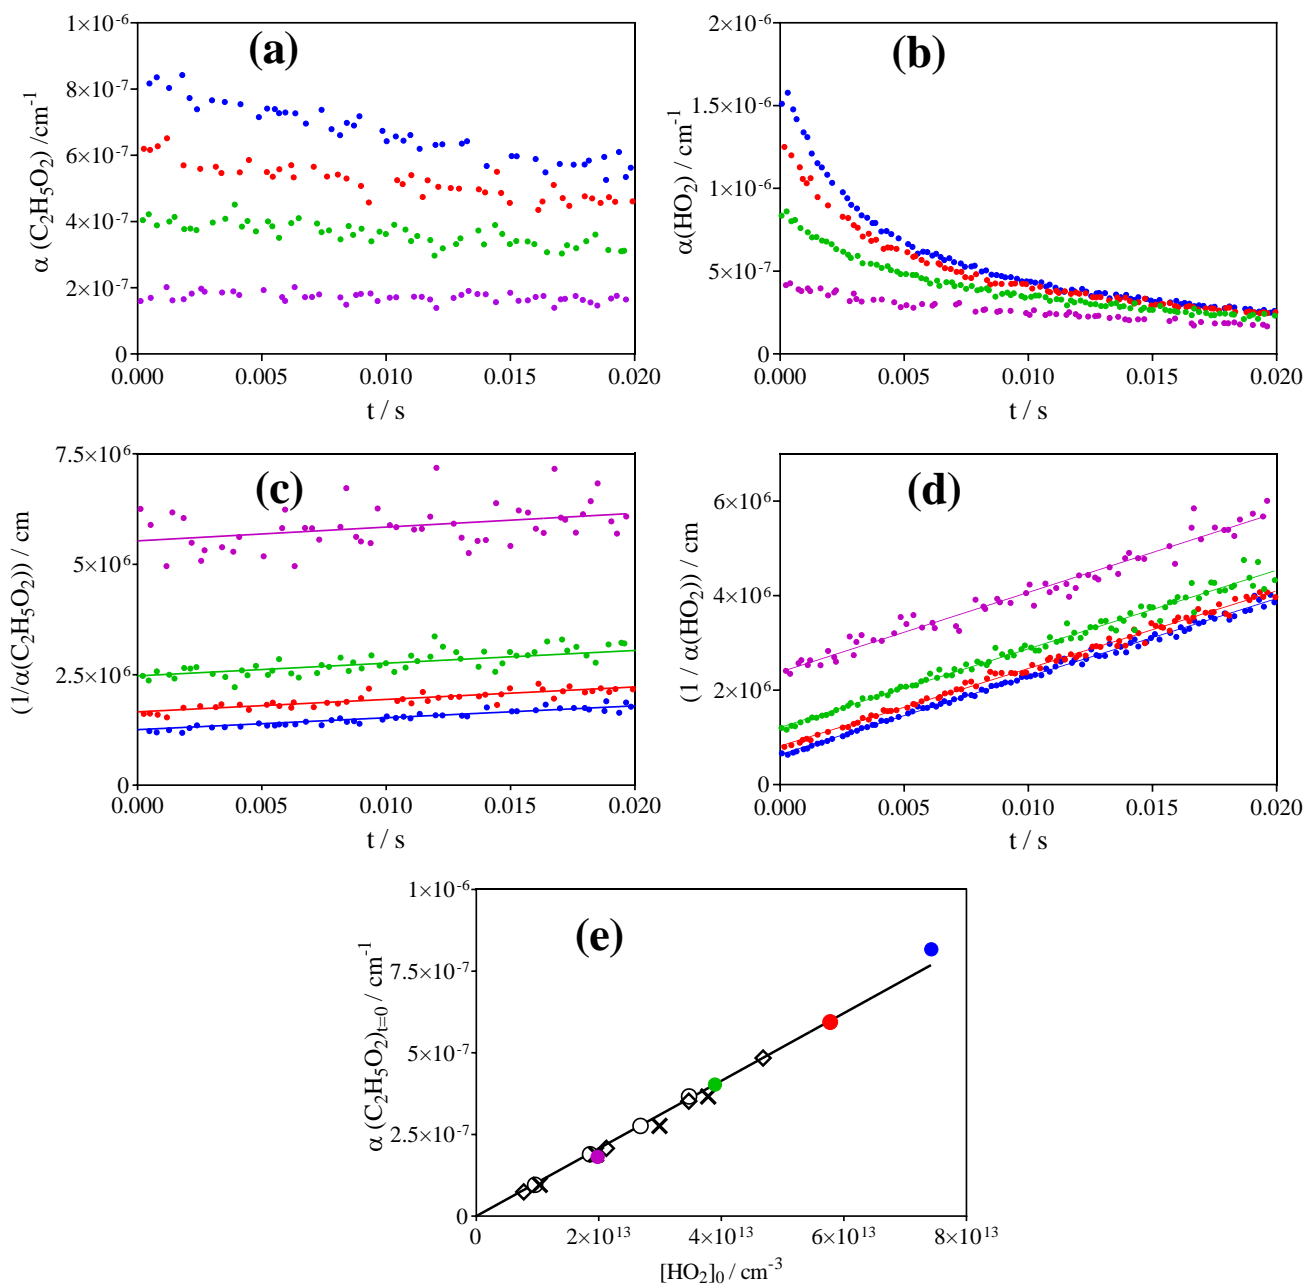 (a)
α (C₂H₅O₂) /cm⁻¹
1×10⁻⁶
8×10⁻⁷
6×10⁻⁷
4×10⁻⁷
2×10⁻⁷
0
0.000 0.005 0.010 0.015 0.020
t / s
(b)
α(HO₂) / cm⁻¹
2×10⁻⁶
1.5×10⁻⁶
1×10⁻⁶
5×10⁻⁷
0
0.000 0.005 0.010 0.015 0.020
t / s
(c)
(1/α(C₂H₅O₂)) / cm
7.5×10⁶
5×10⁶
2.5×10⁶
0
0.000 0.005 0.010 0.015 0.020
t / s
(d)
(1 / α(HO₂)) / cm
6×10⁶
4×10⁶
2×10⁶
0
0.000 0.005 0.010 0.015 0.020
t / s
(e)
α (C₂H₅O₂)ₜ₌₀ / cm⁻¹
1×10⁻⁶
7.5×10⁻⁷
5×10⁻⁷
2.5×10⁻⁷
0
0 2×10¹³ 4×10¹³ 6×10¹³ 8×10¹³
[HO₂]₀ / cm⁻³